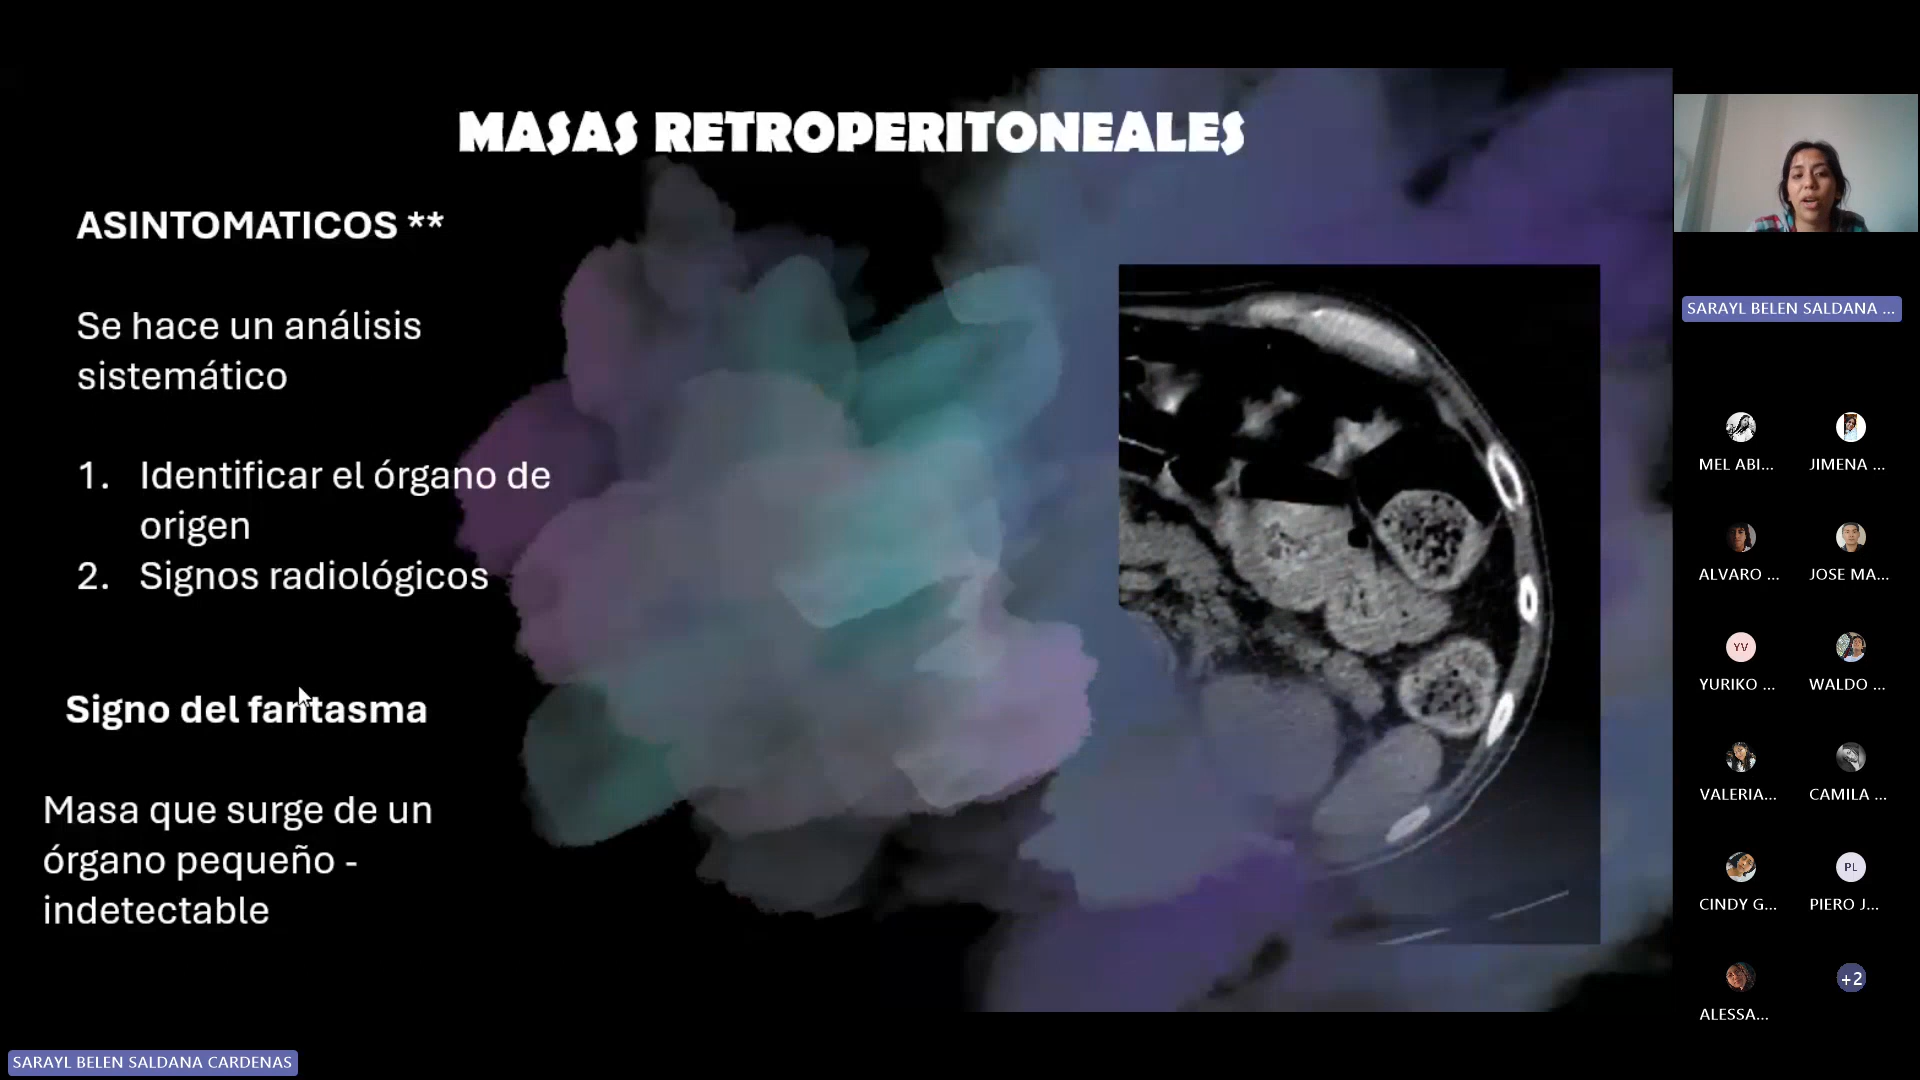 MASAS RETROPERITONEALES
ASINTOMATICOS **
Se hace un análisis
sistemático
1. Identificar el órgano de
origen
2. Signos radiológicos
Signo del fantasma
Masa que surge de un
órgano pequeño -
indetectable
SARAYL BELEN SALDANA CARDENAS
SARAYL BELEN SALDANA ...
MEL ABI...
JIMENA ...
ALVARO ...
JOSE MA...
YV
YURIKO ...
WALDO ...
VALERIA...
CAMILA ...
CINDY G...
PL
PIERO J...
ALESSA...
+2